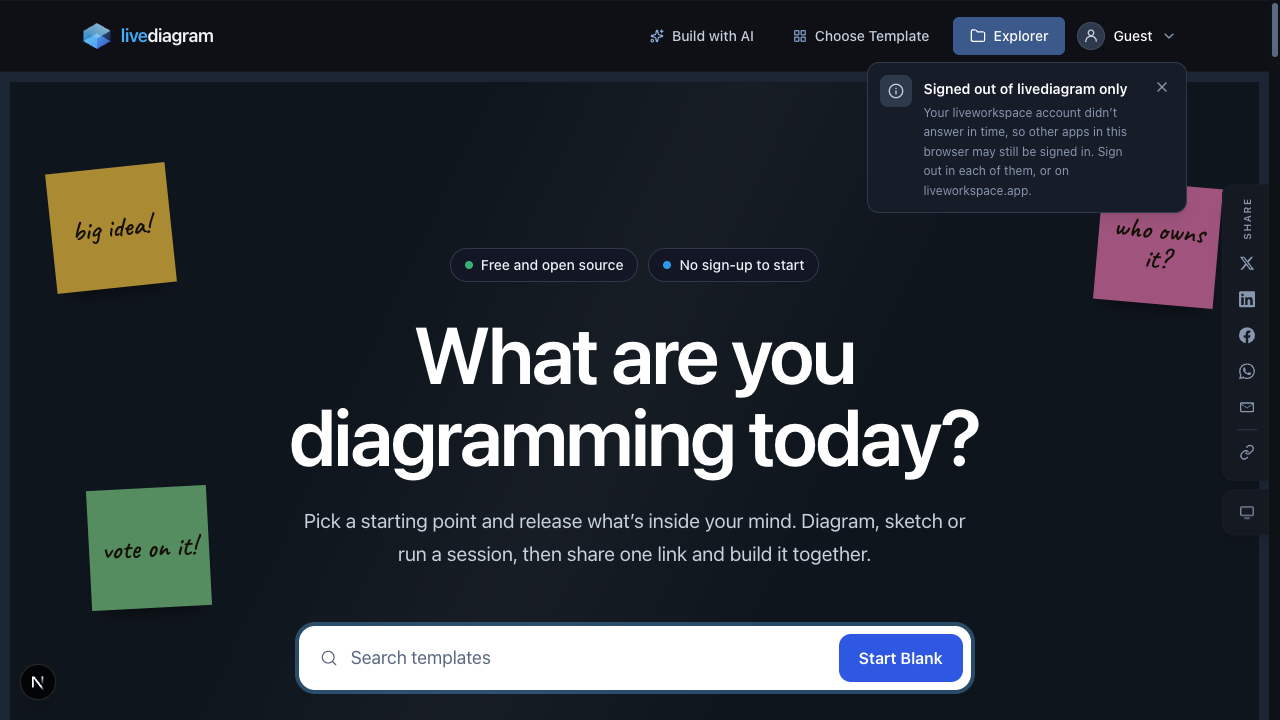 livediagram
Build with AI
Choose Template
Explorer
Guest
Signed out of livediagram only
Your liveworkspace account didn't
answer in time, so other apps in this
browser may still be signed in. Sign
out in each of them, or on
liveworkspace.app.
big idea!
who owns
it?
SHARE
Free and open source
No sign-up to start
What are you
diagramming today?
Pick a starting point and release what’s inside your mind. Diagram, sketch or
run a session, then share one link and build it together.
vote on it!
Search templates
Start Blank
N